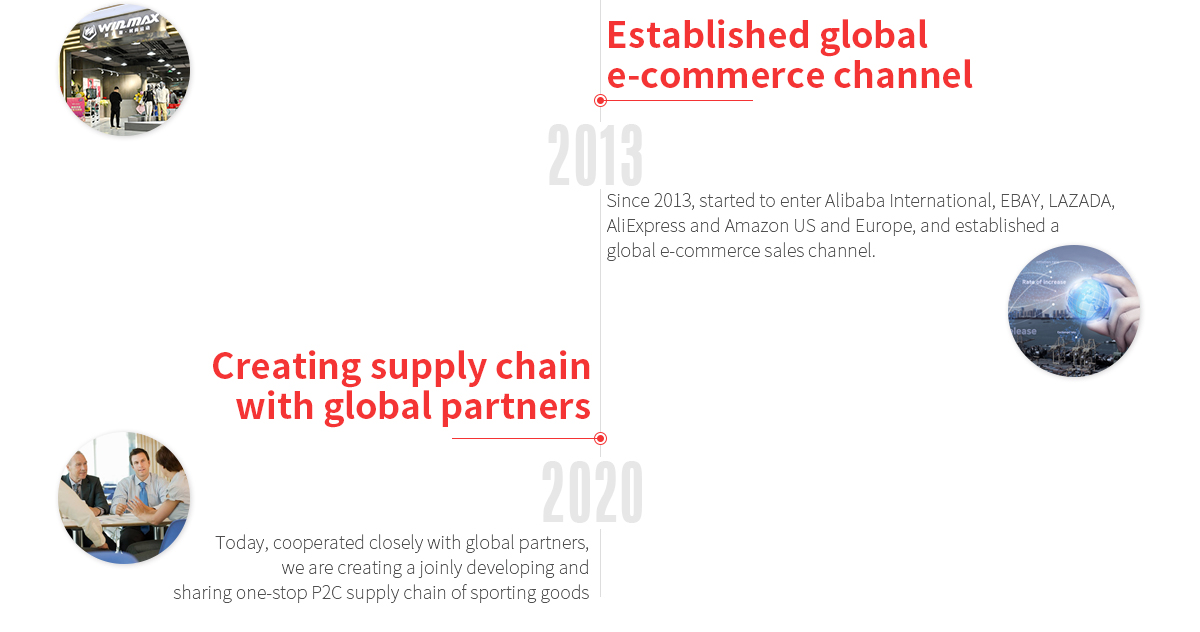 WINMAX
Established global
e-commerce channel
2013
Since 2013, started to enter Alibaba International, EBAY, LAZADA,
AliExpress and Amazon US and Europe, and established a
global e-commerce sales channel.
Rate of increase
Creating supply chain
with global partners
2020
Today, cooperated closely with global partners,
we are creating a joinly developing and
sharing one-stop P2C supply chain of sporting goods